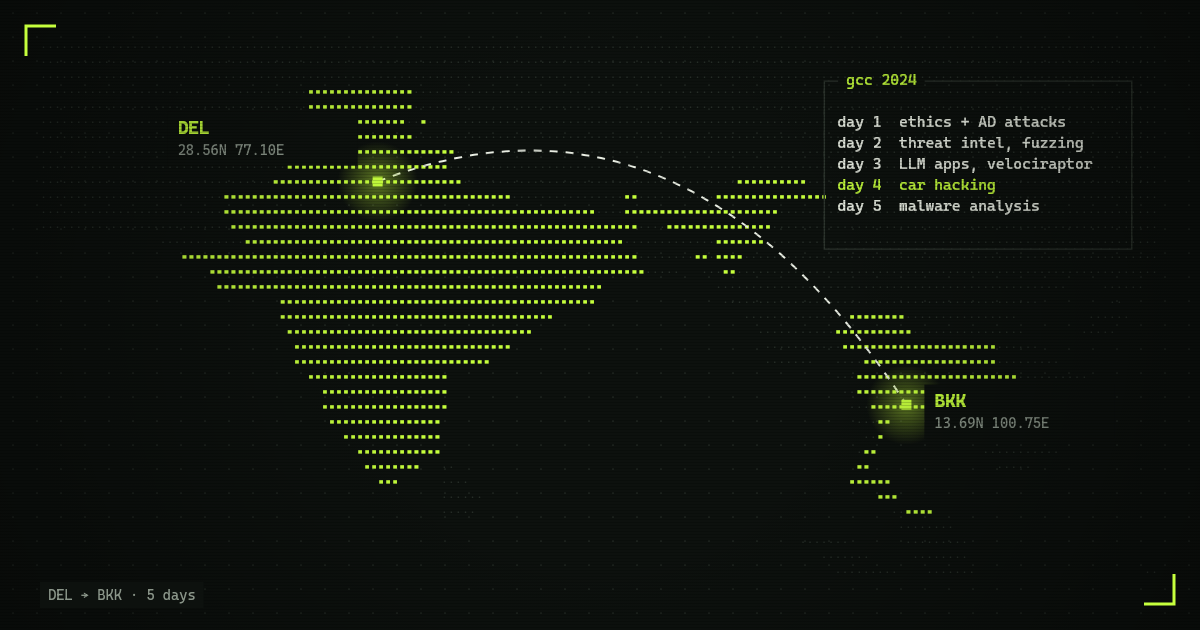 DEL
28.56N 77.10E
gcc 2024
day 1 ethics + AD attacks
day 2 threat intel, fuzzing
day 3 LLM apps, velociraptor
day 4 car hacking
day 5 malware analysis
BKK
13.69N 100.75E
DEL → BKK · 5 days